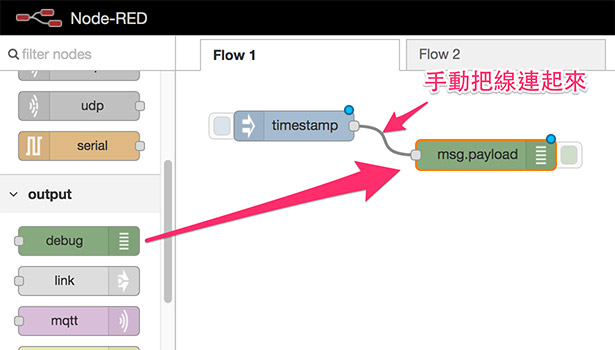 Node-RED
filter nodes
Flow 1
Flow 2
手動把線連起來
udp
timestamp
serial
msg.payload
output
debug
link
mqtt